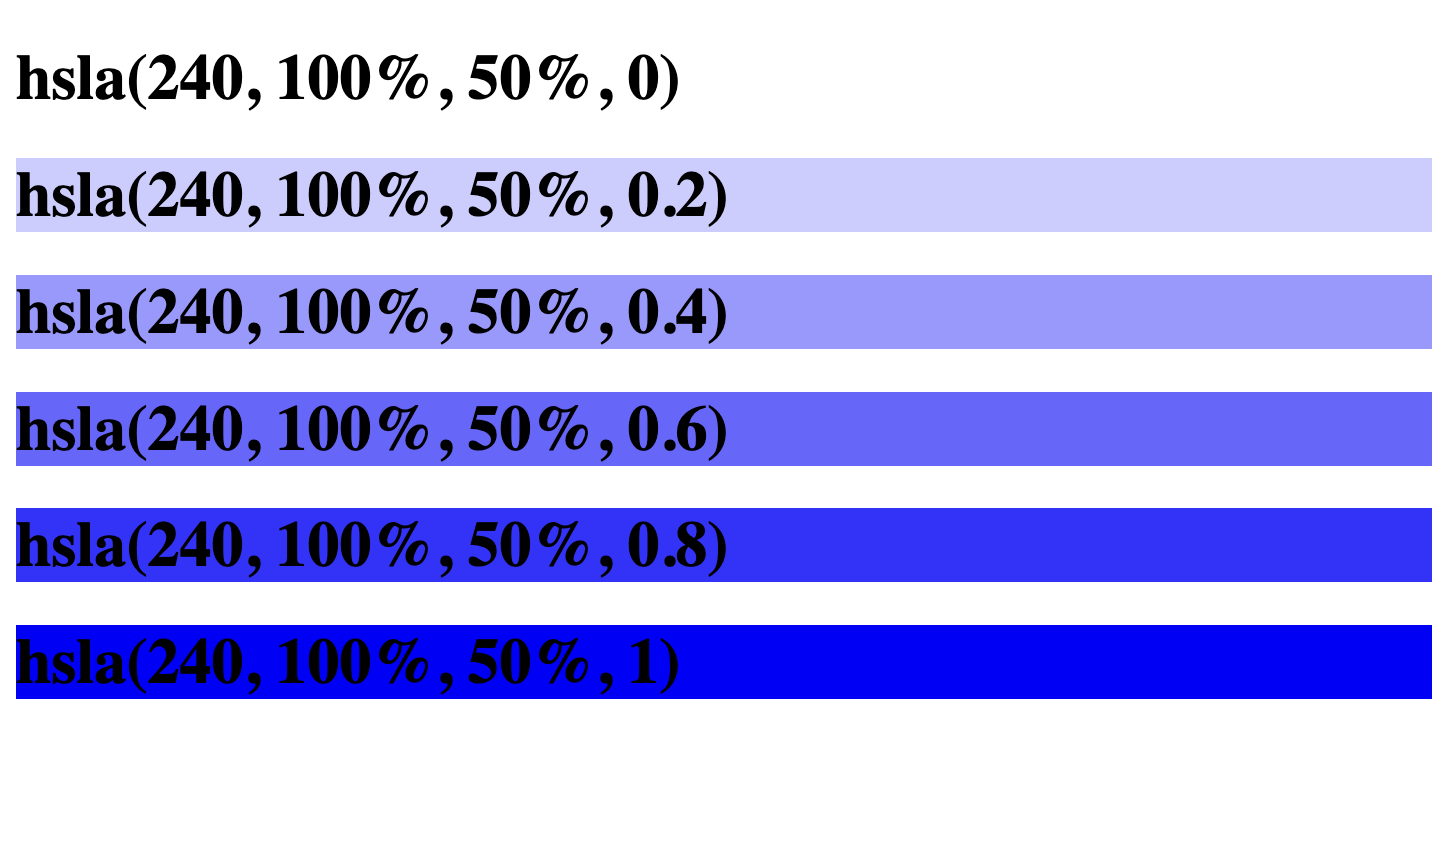 hsla(240, 100%, 50%, 0)
hsla(240, 100%, 50%, 0.2)
hsla(240, 100%, 50%, 0.4)
hsla(240, 100%, 50%, 0.6)
hsla(240, 100%, 50%, 0.8)
hsla(240, 100%, 50%, 1)